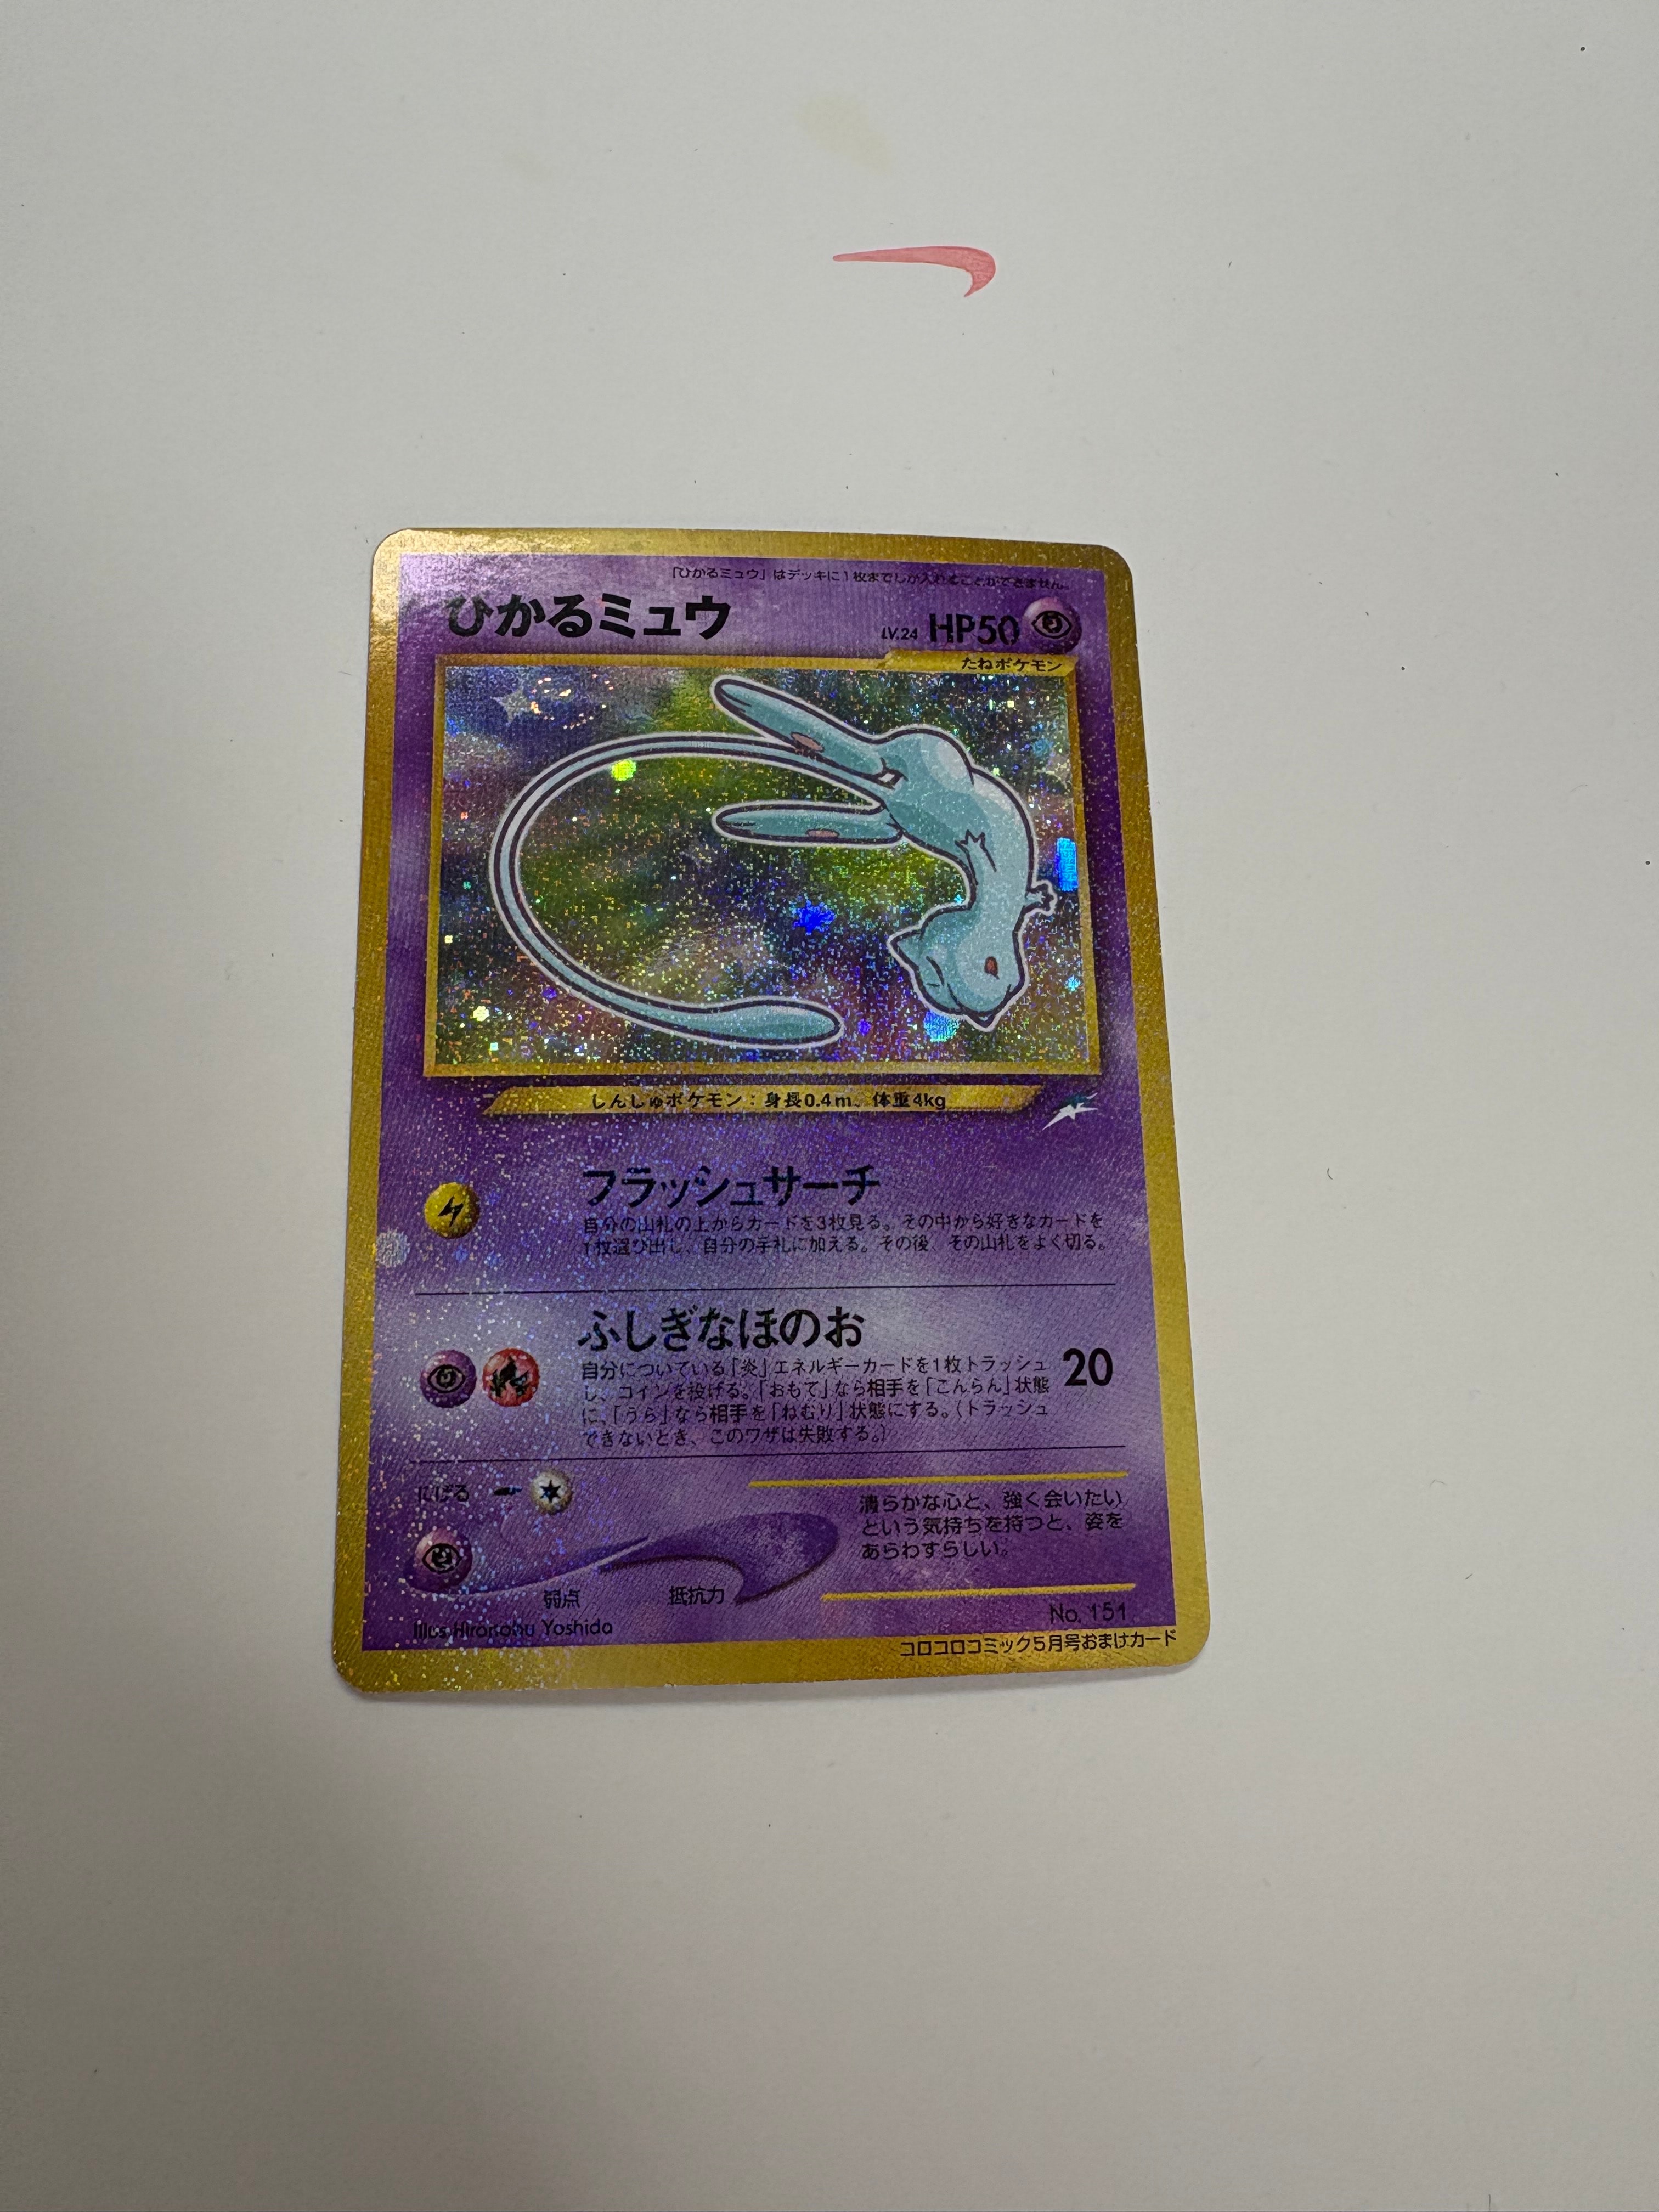 「ひかるミュウ」はデッキに1枚までしか入れることができません。
ひかるミュウ
LV.24 HP50
たねポケモン
しんしゅポケモン：身長0.4m、体重4kg
フラッシュサーチ
自分の山札の上からカードを3枚見る。その中から好きなカードを
1枚選び出し、自分の手札に加える。その後、その山札をよく切る。
ふしぎなほのお
自分についている「炎」エネルギーカードを1枚トラッシュ
し、コインを投げる。「おもて」なら相手を「こんらん」状態
に、「うら」なら相手を「ねむり」状態にする。（トラッシュ
できないとき、このワザは失敗する。）
20
にげる
清らかな心と、強く会いたい
という気持ちを持つと、姿を
あらわすらしい。
弱点
抵抗力
No. 151
Illus. Hironobu Yoshida
コロコロコミック5月号おまけカード